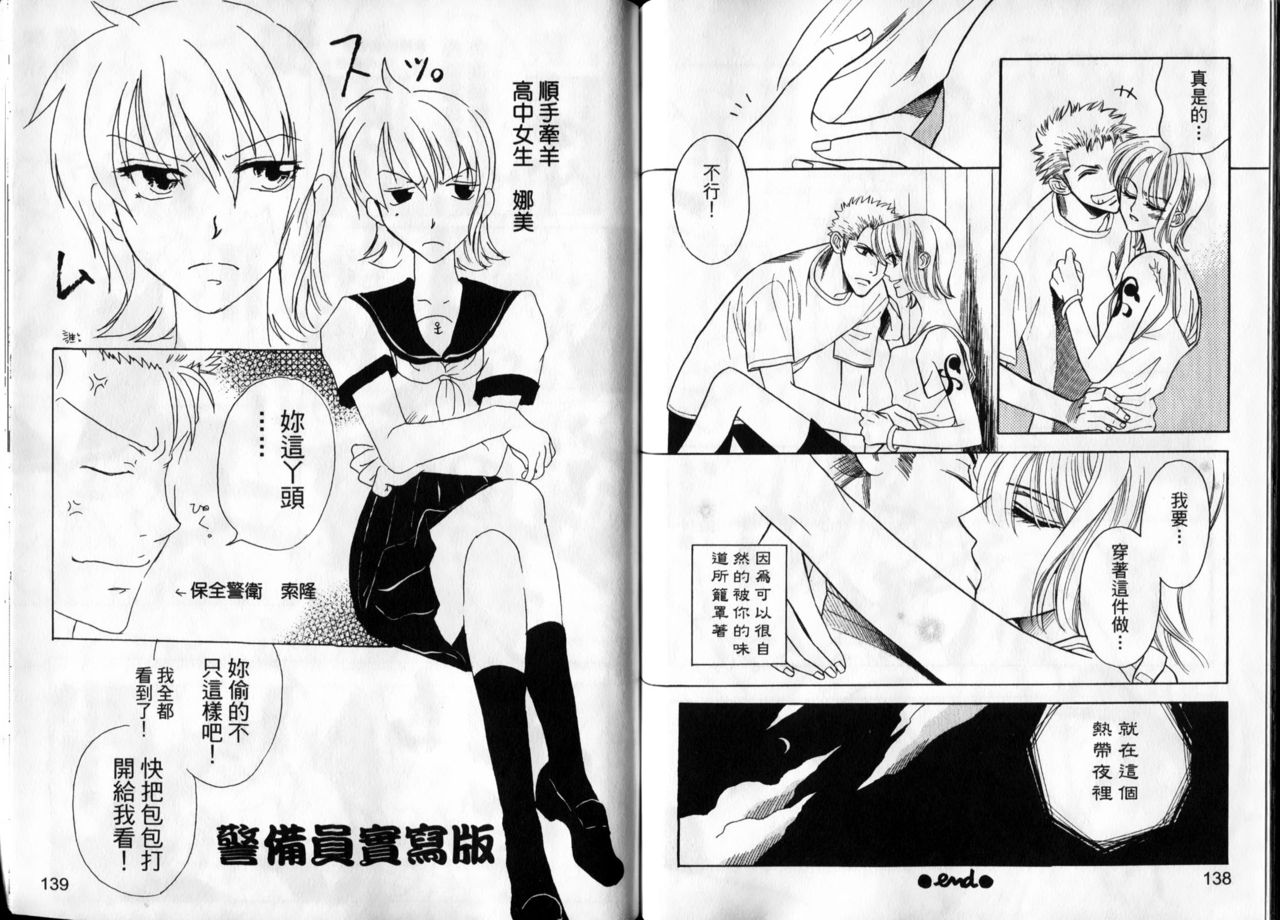 真是的…
不行！
我要…
穿著這件做…
因為可以很自
然的被你的味
道所籠罩著
就在這個
熱帶夜裡
●end●
138
スッ。
順手牽羊
高中女生　娜美
ム
誰：
妳這丫頭
……
ぴく。
←保全警衛　索隆
妳偷的不
只這樣吧！
我全都
看到了！
快把包包打
開給我看！
警備員實寫版
139